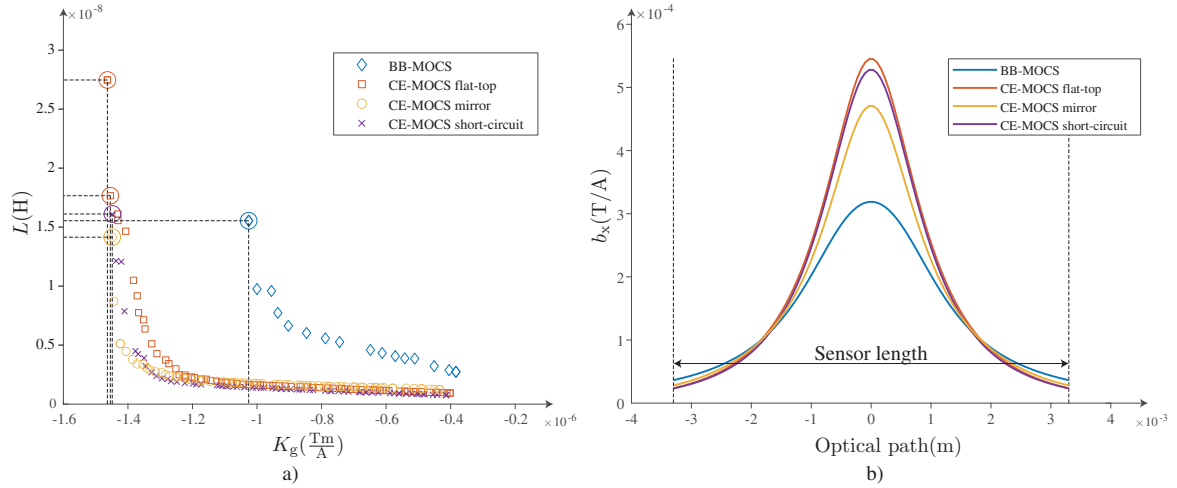 ×10⁻⁸
3
2.5
2
1.5
1
0.5
0
L(H)
-1.6
-1.4
-1.2
-1
-0.8
-0.6
-0.4
-0.2
×10⁻⁶
K_g(Tm/A)
BB-MOCS
CE-MOCS flat-top
CE-MOCS mirror
CE-MOCS short-circuit
a)
×10⁻⁴
6
5
4
3
2
1
0
b_x(T/A)
BB-MOCS
CE-MOCS flat-top
CE-MOCS mirror
CE-MOCS short-circuit
Sensor length
-4
-3
-2
-1
0
1
2
3
4
×10⁻³
Optical path(m)
b)